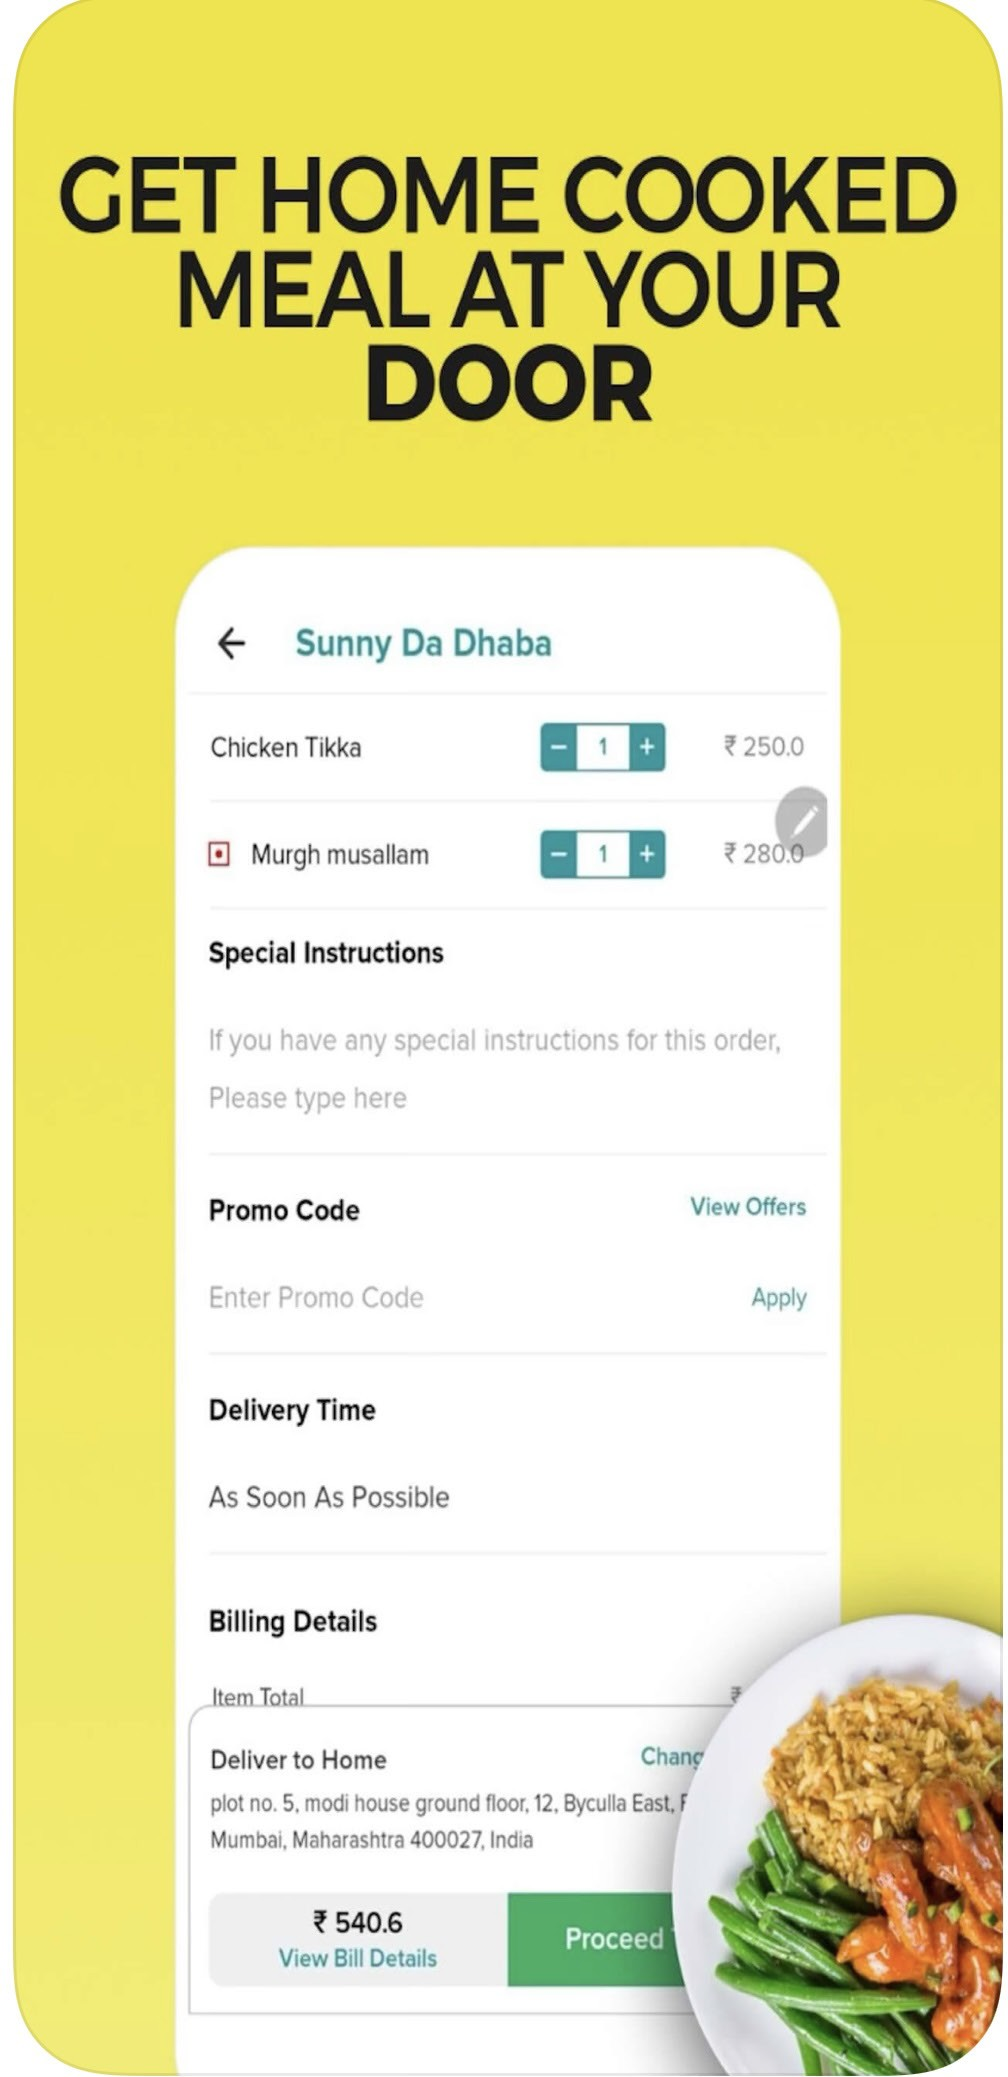 GET HOME COOKED
MEAL AT YOUR
DOOR
Sunny Da Dhaba
Chicken Tikka − 1 + ₹ 250.0
Murgh musallam − 1 + ₹ 280.0
Special Instructions
If you have any special instructions for this order,
Please type here
Promo Code View Offers
Enter Promo Code Apply
Delivery Time
As Soon As Possible
Billing Details
Item Total ₹
Deliver to Home
plot no. 5, modi house ground floor, 12, Byculla East,
Mumbai, Maharashtra 400027, India
₹ 540.6 Proceed
View Bill Details